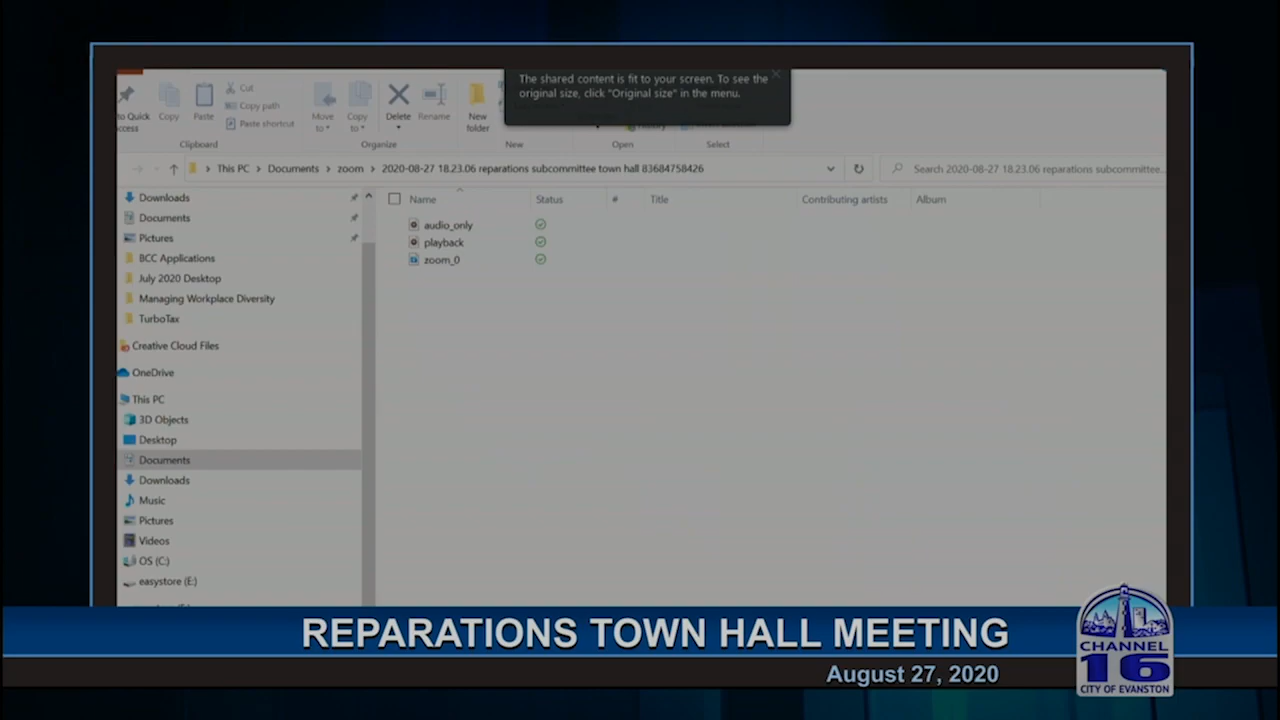 The shared content is fit to your screen. To see the
original size, click "Original size" in the menu.
to Quick
Copy
Paste
Cut
Copy path
Paste shortcut
Move
to
Copy
to
Delete
Rename
New
folder
Clipboard
Organize
New
Open
Select
This PC > Documents > zoom > 2020-08-27 18.23.06 reparations subcommittee town hall 83684758426
Search 2020-08-27 18.23.06 reparations subcommittee...
Name Status # Title Contributing artists Album
audio_only
playback
zoom_0
Downloads
Documents
Pictures
BCC Applications
July 2020 Desktop
Managing Workplace Diversity
TurboTax
Creative Cloud Files
OneDrive
This PC
3D Objects
Desktop
Documents
Downloads
Music
Pictures
Videos
OS (C:)
easystore (E:)
REPARATIONS TOWN HALL MEETING
August 27, 2020
CHANNEL
16
CITY OF EVANSTON